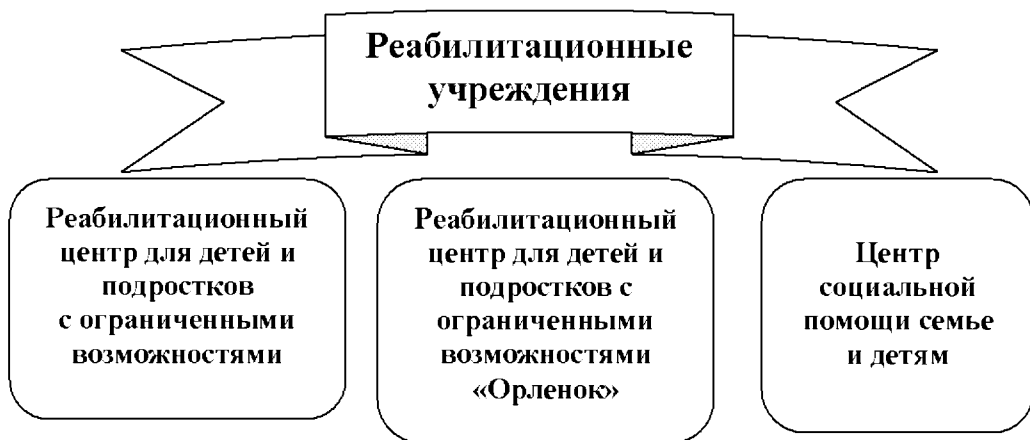 Реабилитационные
учреждения
Реабилитационный
центр для детей и
подростков
с ограниченными
возможностями
Реабилитационный
центр для детей и
подростков с
ограниченными
возможностями
«Орленок»
Центр
социальной
помощи семье
и детям